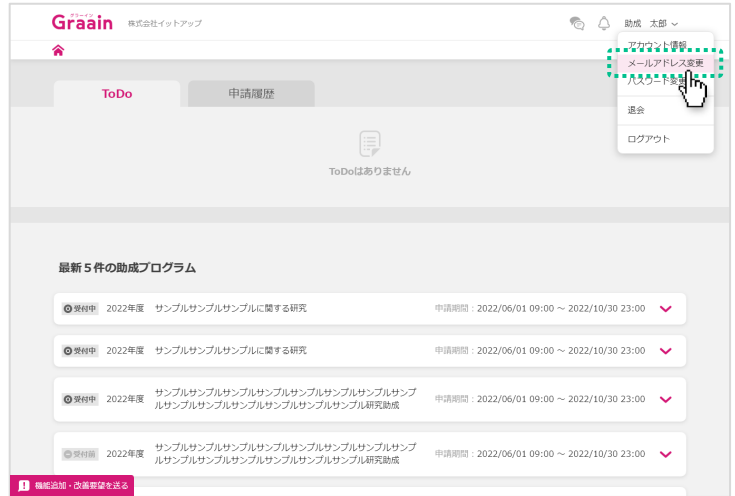 グラーイン
Graain 株式会社イットアップ 助成 太郎
アカウント情報
メールアドレス変更
パスワード変更
退会
ログアウト
ToDo 申請履歴
ToDoはありません
最新５件の助成プログラム
受付中 2022年度 サンプルサンプルサンプルに関する研究 申請期間：2022/06/01 09:00 ～ 2022/10/30 23:00
受付中 2022年度 サンプルサンプルサンプルに関する研究 申請期間：2022/06/01 09:00 ～ 2022/10/30 23:00
受付中 2022年度 サンプルサンプルサンプルサンプルサンプルサンプルサンプルサンプ
ルサンプルサンプルサンプルサンプルサンプルサンプル研究助成 申請期間：2022/06/01 09:00 ～ 2022/10/30 23:00
受付前 2022年度 サンプルサンプルサンプルサンプルサンプルサンプルサンプルサンプ
ルサンプルサンプルサンプルサンプルサンプルサンプル研究助成 申請期間：2022/06/01 09:00 ～ 2022/10/30 23:00
機能追加・改善要望を送る